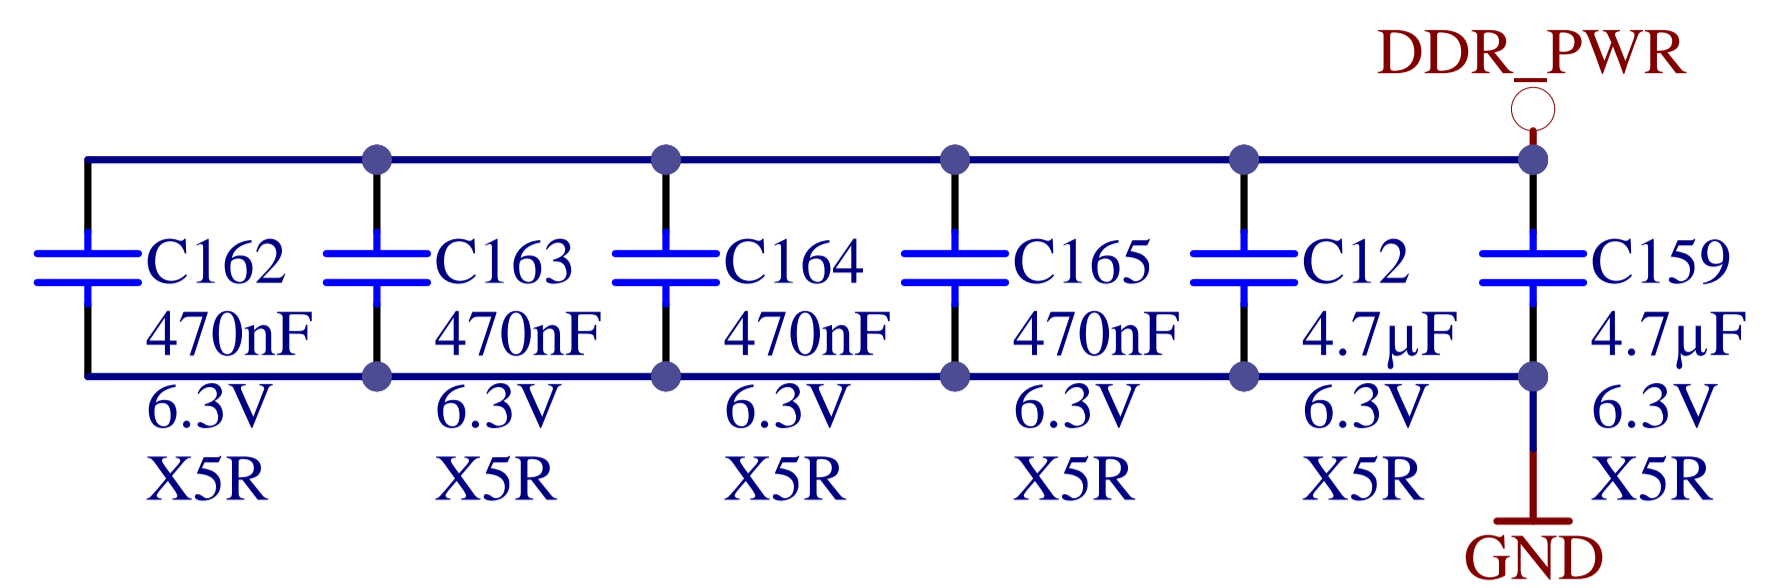 DDR_PWR
C162
470nF
6.3V
X5R
C163
470nF
6.3V
X5R
C164
470nF
6.3V
X5R
C165
470nF
6.3V
X5R
C12
4.7µF
6.3V
X5R
C159
4.7µF
6.3V
X5R
GND